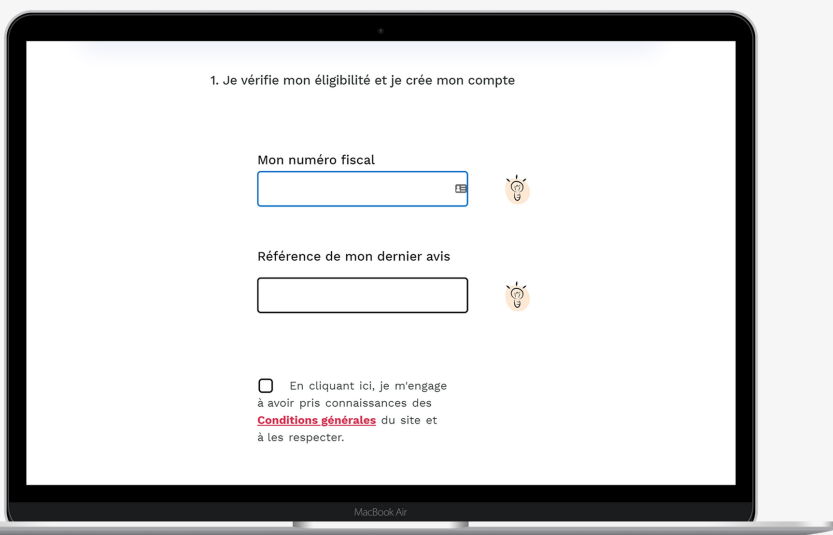 1. Je vérifie mon éligibilité et je crée mon compte
Mon numéro fiscal
Référence de mon dernier avis
En cliquant ici, je m'engage
à avoir pris connaissances des
Conditions générales du site et
à les respecter.
MacBook Air